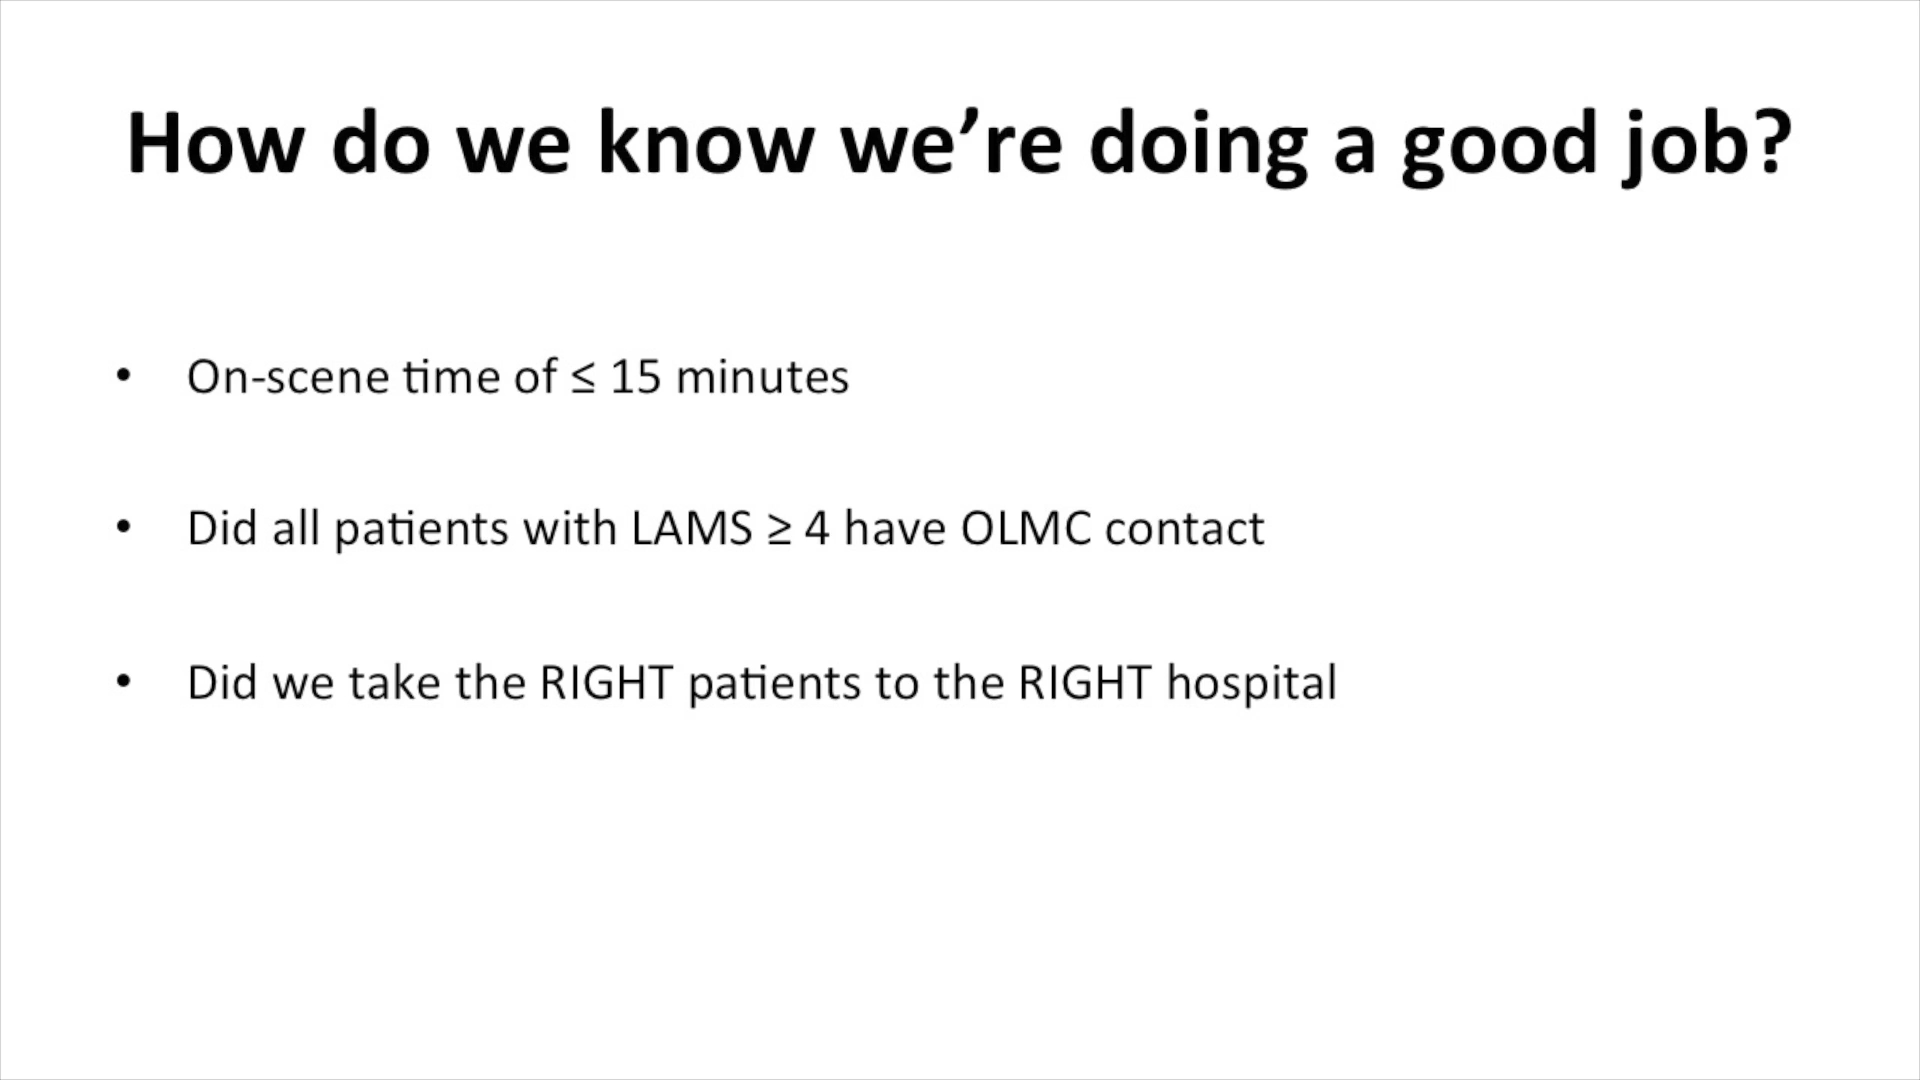 How do we know we’re doing a good job?
• On-scene time of ≤ 15 minutes
• Did all patients with LAMS ≥ 4 have OLMC contact
• Did we take the RIGHT patients to the RIGHT hospital